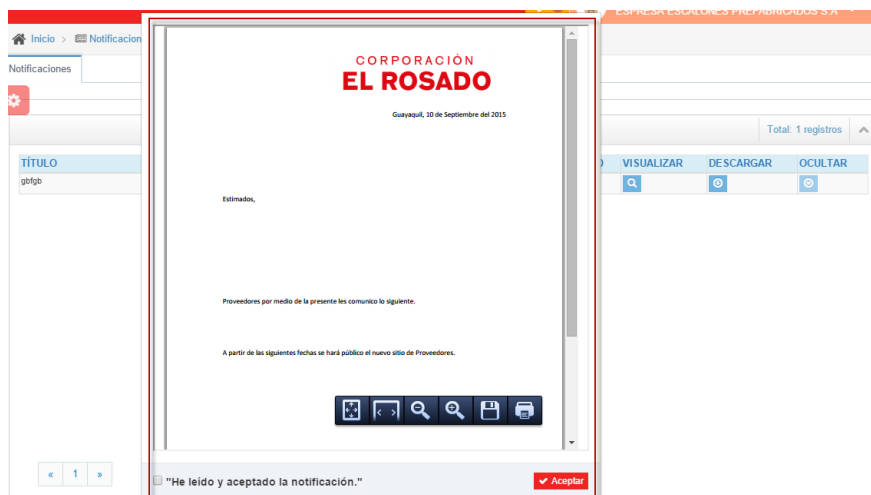 ESPRESA ESCALONES PREFABRICADOS S.A
Inicio > Notificacion
Notificaciones
CORPORACIÓN
EL ROSADO
Guayaquil, 10 de Septiembre del 2015
Total: 1 registros
TÍTULO VISUALIZAR DESCARGAR OCULTAR
gbfgb
Estimados,
Proveedores por medio de la presente les comunico lo siguiente.
A partir de las siguientes fechas se hará público el nuevo sitio de Proveedores.
« 1 »
"He leído y aceptado la notificación."
Aceptar